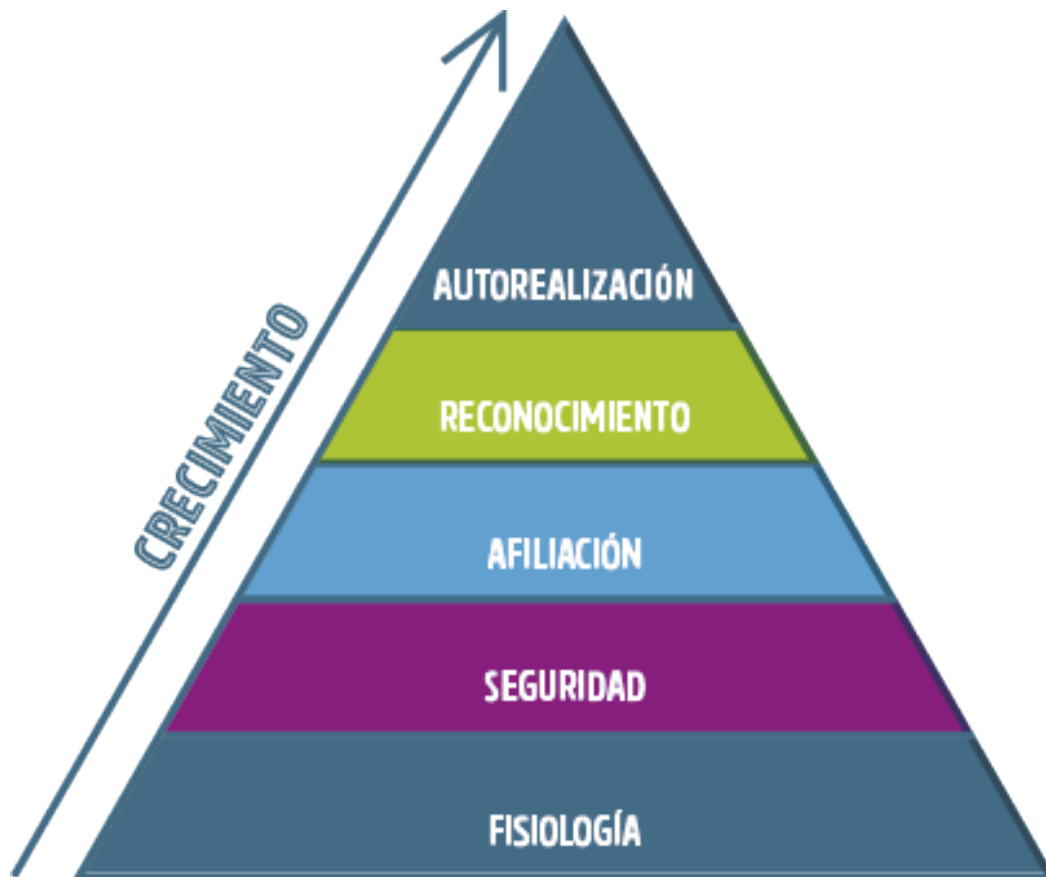 CRECIMIENTO
AUTOREALIZACIÓN
RECONOCIMIENTO
AFILIACIÓN
SEGURIDAD
FISIOLOGÍA